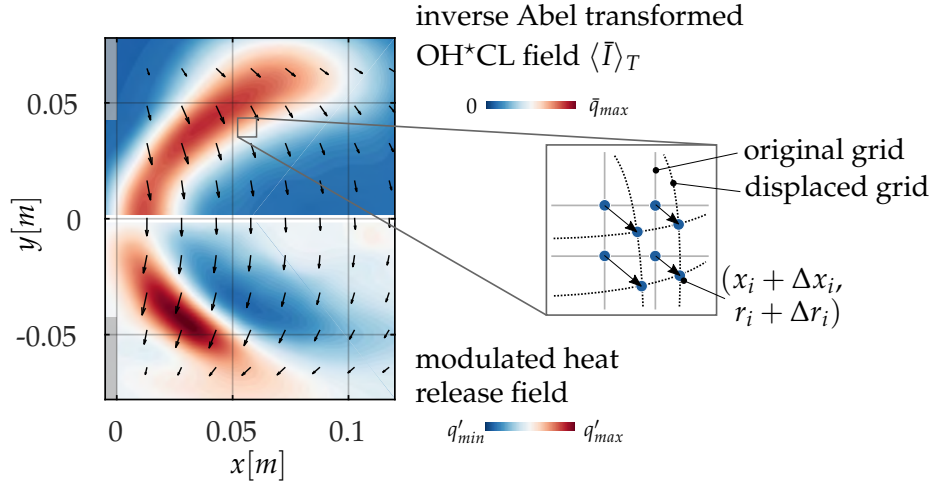 inverse Abel transformed
OH*CL field ⟨Ī⟩_T
0 q̄_max
0.05
0
-0.05
y[m]
0 0.05 0.1
x[m]
original grid
displaced grid
(x_i + Δx_i,
r_i + Δr_i)
modulated heat
release field
q′_min q′_max